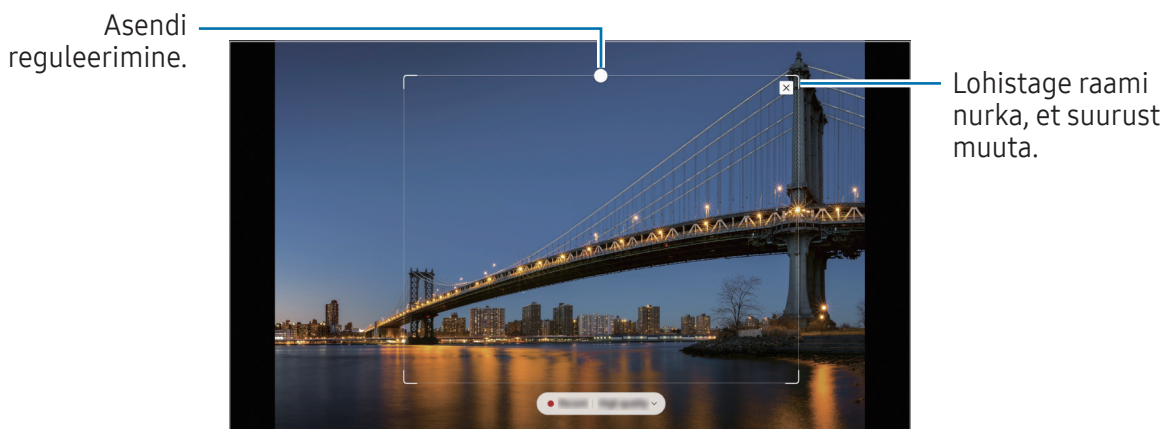 Asendi
reguleerimine.
Lohistage raami
nurka, et suurust
muuta.